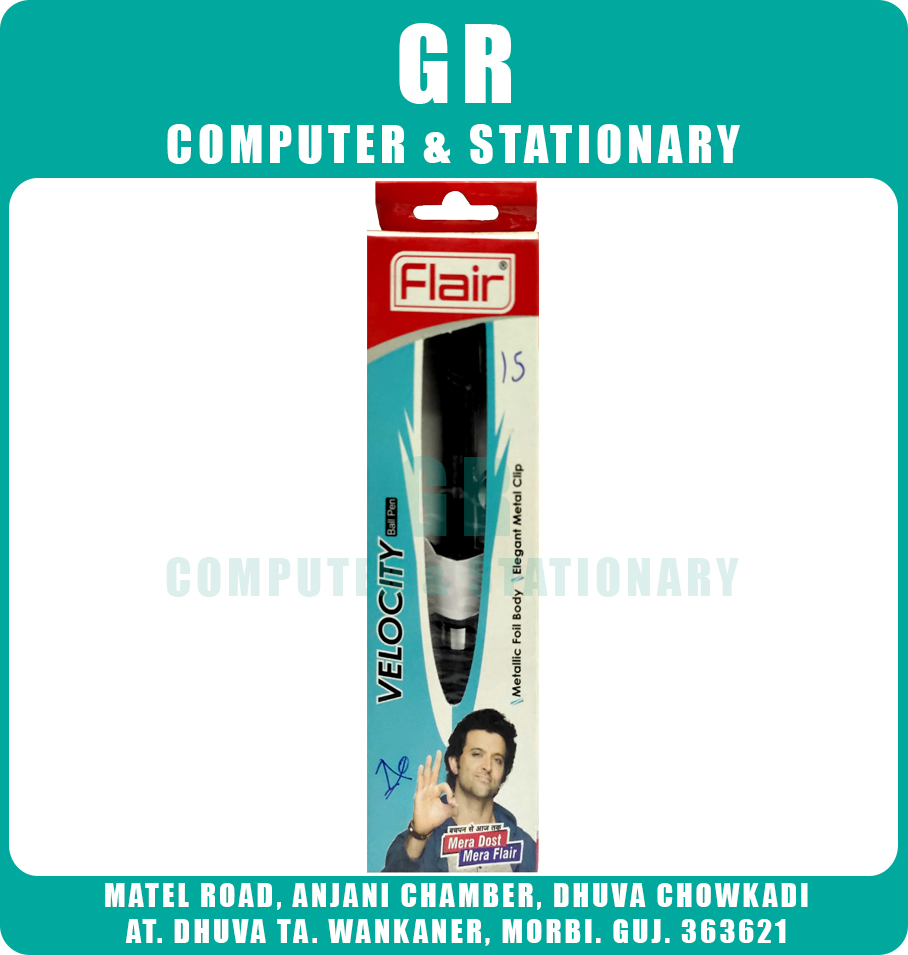 GR
COMPUTER & STATIONARY
Flair®
15
VELOCITY
Ball Pen
Metallic Foil Body Elegant Metal Clip
GR
COMPUTER & STATIONARY
बचपन से आज तक
Mera Dost
Mera Flair
MATEL ROAD, ANJANI CHAMBER, DHUVA CHOWKADI
AT. DHUVA TA. WANKANER, MORBI. GUJ. 363621